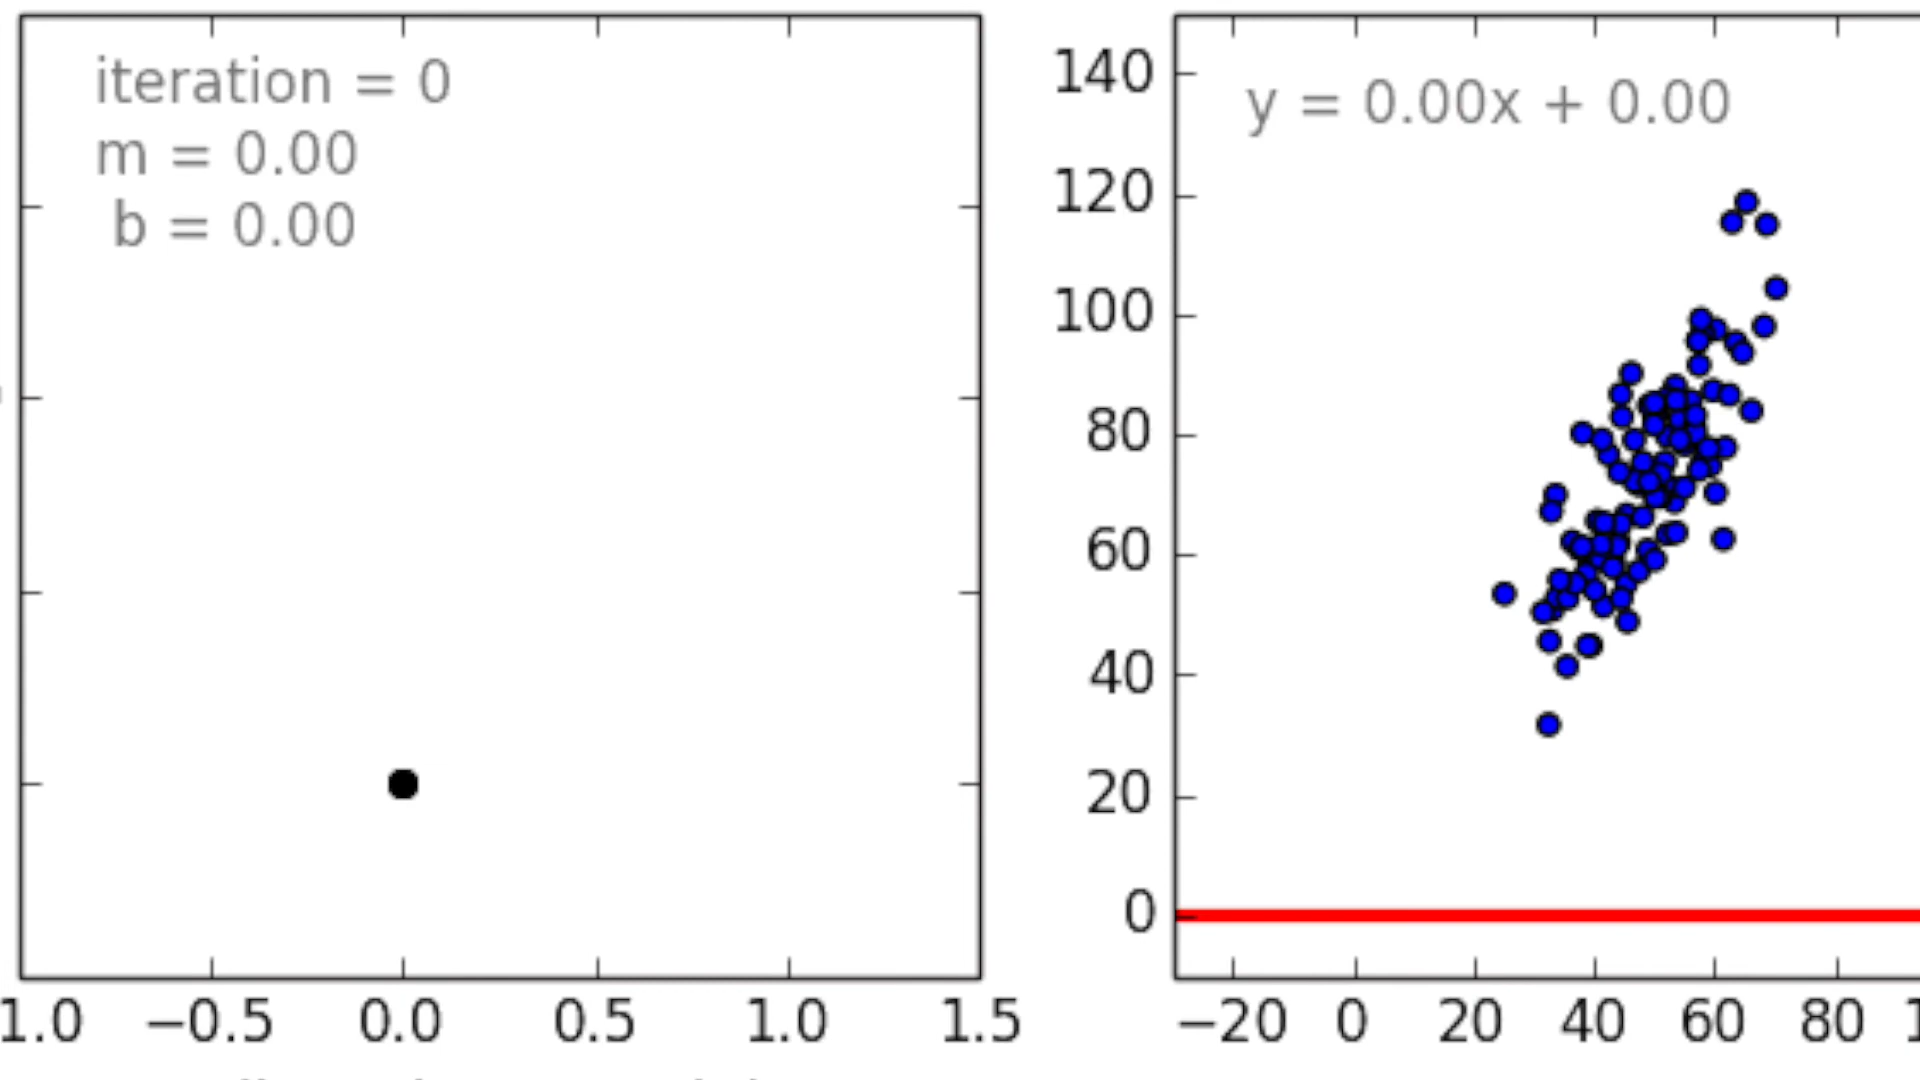 iteration = 0
m = 0.00
b = 0.00
1.0 −0.5 0.0 0.5 1.0 1.5
y = 0.00x + 0.00
140
120
100
80
60
40
20
0
−20 0 20 40 60 80